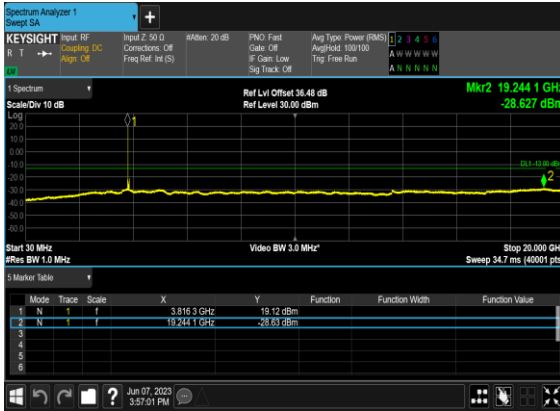 Spectrum Analyzer 1
Swept SA
+
KEYSIGHT Input: RF Input Z: 50 Ω #Atten: 20 dB PNO: Fast Avg Type: Power (RMS) 1 2 3 4 5 6
R T Coupling: DC Corrections: Off Gate: Off Avg|Hold: 100/100 A W W W W W
Align: Off Freq Ref: Int (S) IF Gain: Low Trig: Free Run
Sig Track: Off A N N N N N
1 Spectrum Ref Lvl Offset 36.48 dB Mkr2 19.244 1 GHz
Scale/Div 10 dB Ref Level 30.00 dBm -28.627 dBm
Log
20.0
10.0
0.00
-10.0
-20.0
-30.0
-40.0
-50.0
-60.0
1
DL1 -13.00 dBm
2
Start 30 MHz Video BW 3.0 MHz* Stop 20.000 GHz
#Res BW 1.0 MHz Sweep 34.7 ms (40001 pts)
5 Marker Table
Mode Trace Scale X Y Function Function Width Function Value
1 N 1 f 3.816 3 GHz 19.12 dBm
2 N 1 f 19.244 1 GHz -28.63 dBm
3
4
5
6
? Jun 07, 2023
3:57:01 PM